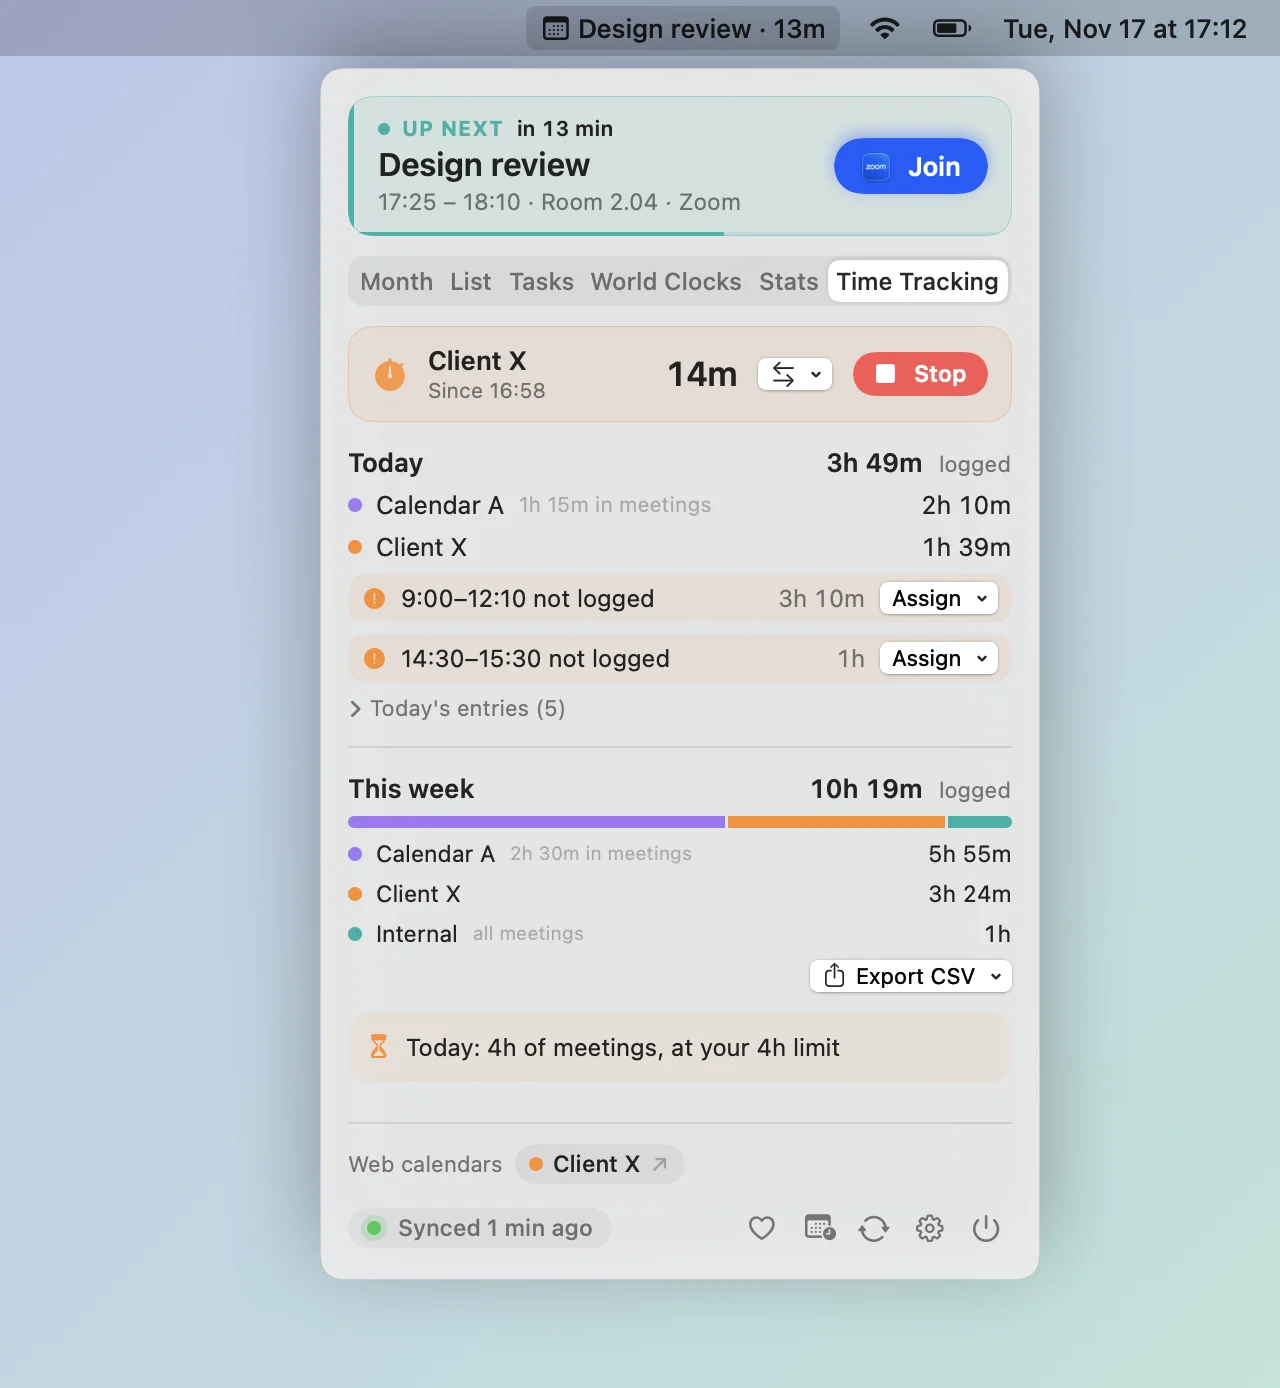 Design review · 13m
Tue, Nov 17 at 17:12
UP NEXT in 13 min
Design review
17:25 – 18:10 · Room 2.04 · Zoom
zoom Join
Month List Tasks World Clocks Stats Time Tracking
Client X
Since 16:58
14m
Stop
Today 3h 49m logged
Calendar A 1h 15m in meetings 2h 10m
Client X 1h 39m
9:00–12:10 not logged 3h 10m Assign
14:30–15:30 not logged 1h Assign
Today's entries (5)
This week 10h 19m logged
Calendar A 2h 30m in meetings 5h 55m
Client X 3h 24m
Internal all meetings 1h
Export CSV
Today: 4h of meetings, at your 4h limit
Web calendars Client X
Synced 1 min ago